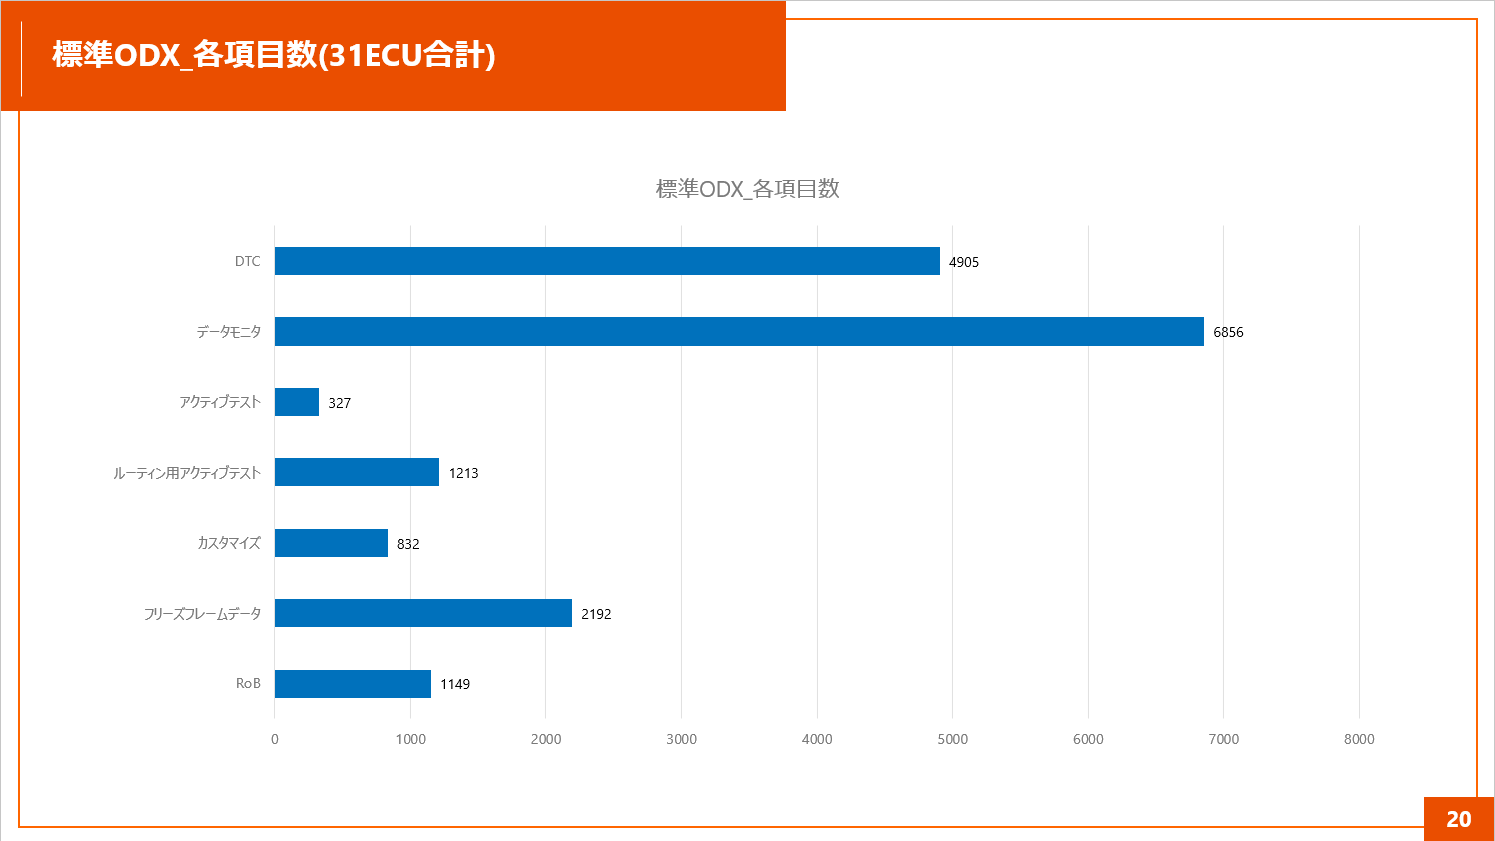 標準ODX_各項目数(31ECU合計)
標準ODX_各項目数
DTC 4905
データモニタ 6856
アクティブテスト 327
ルーティン用アクティブテスト 1213
カスタマイズ 832
フリーズフレームデータ 2192
RoB 1149
0 1000 2000 3000 4000 5000 6000 7000 8000
20